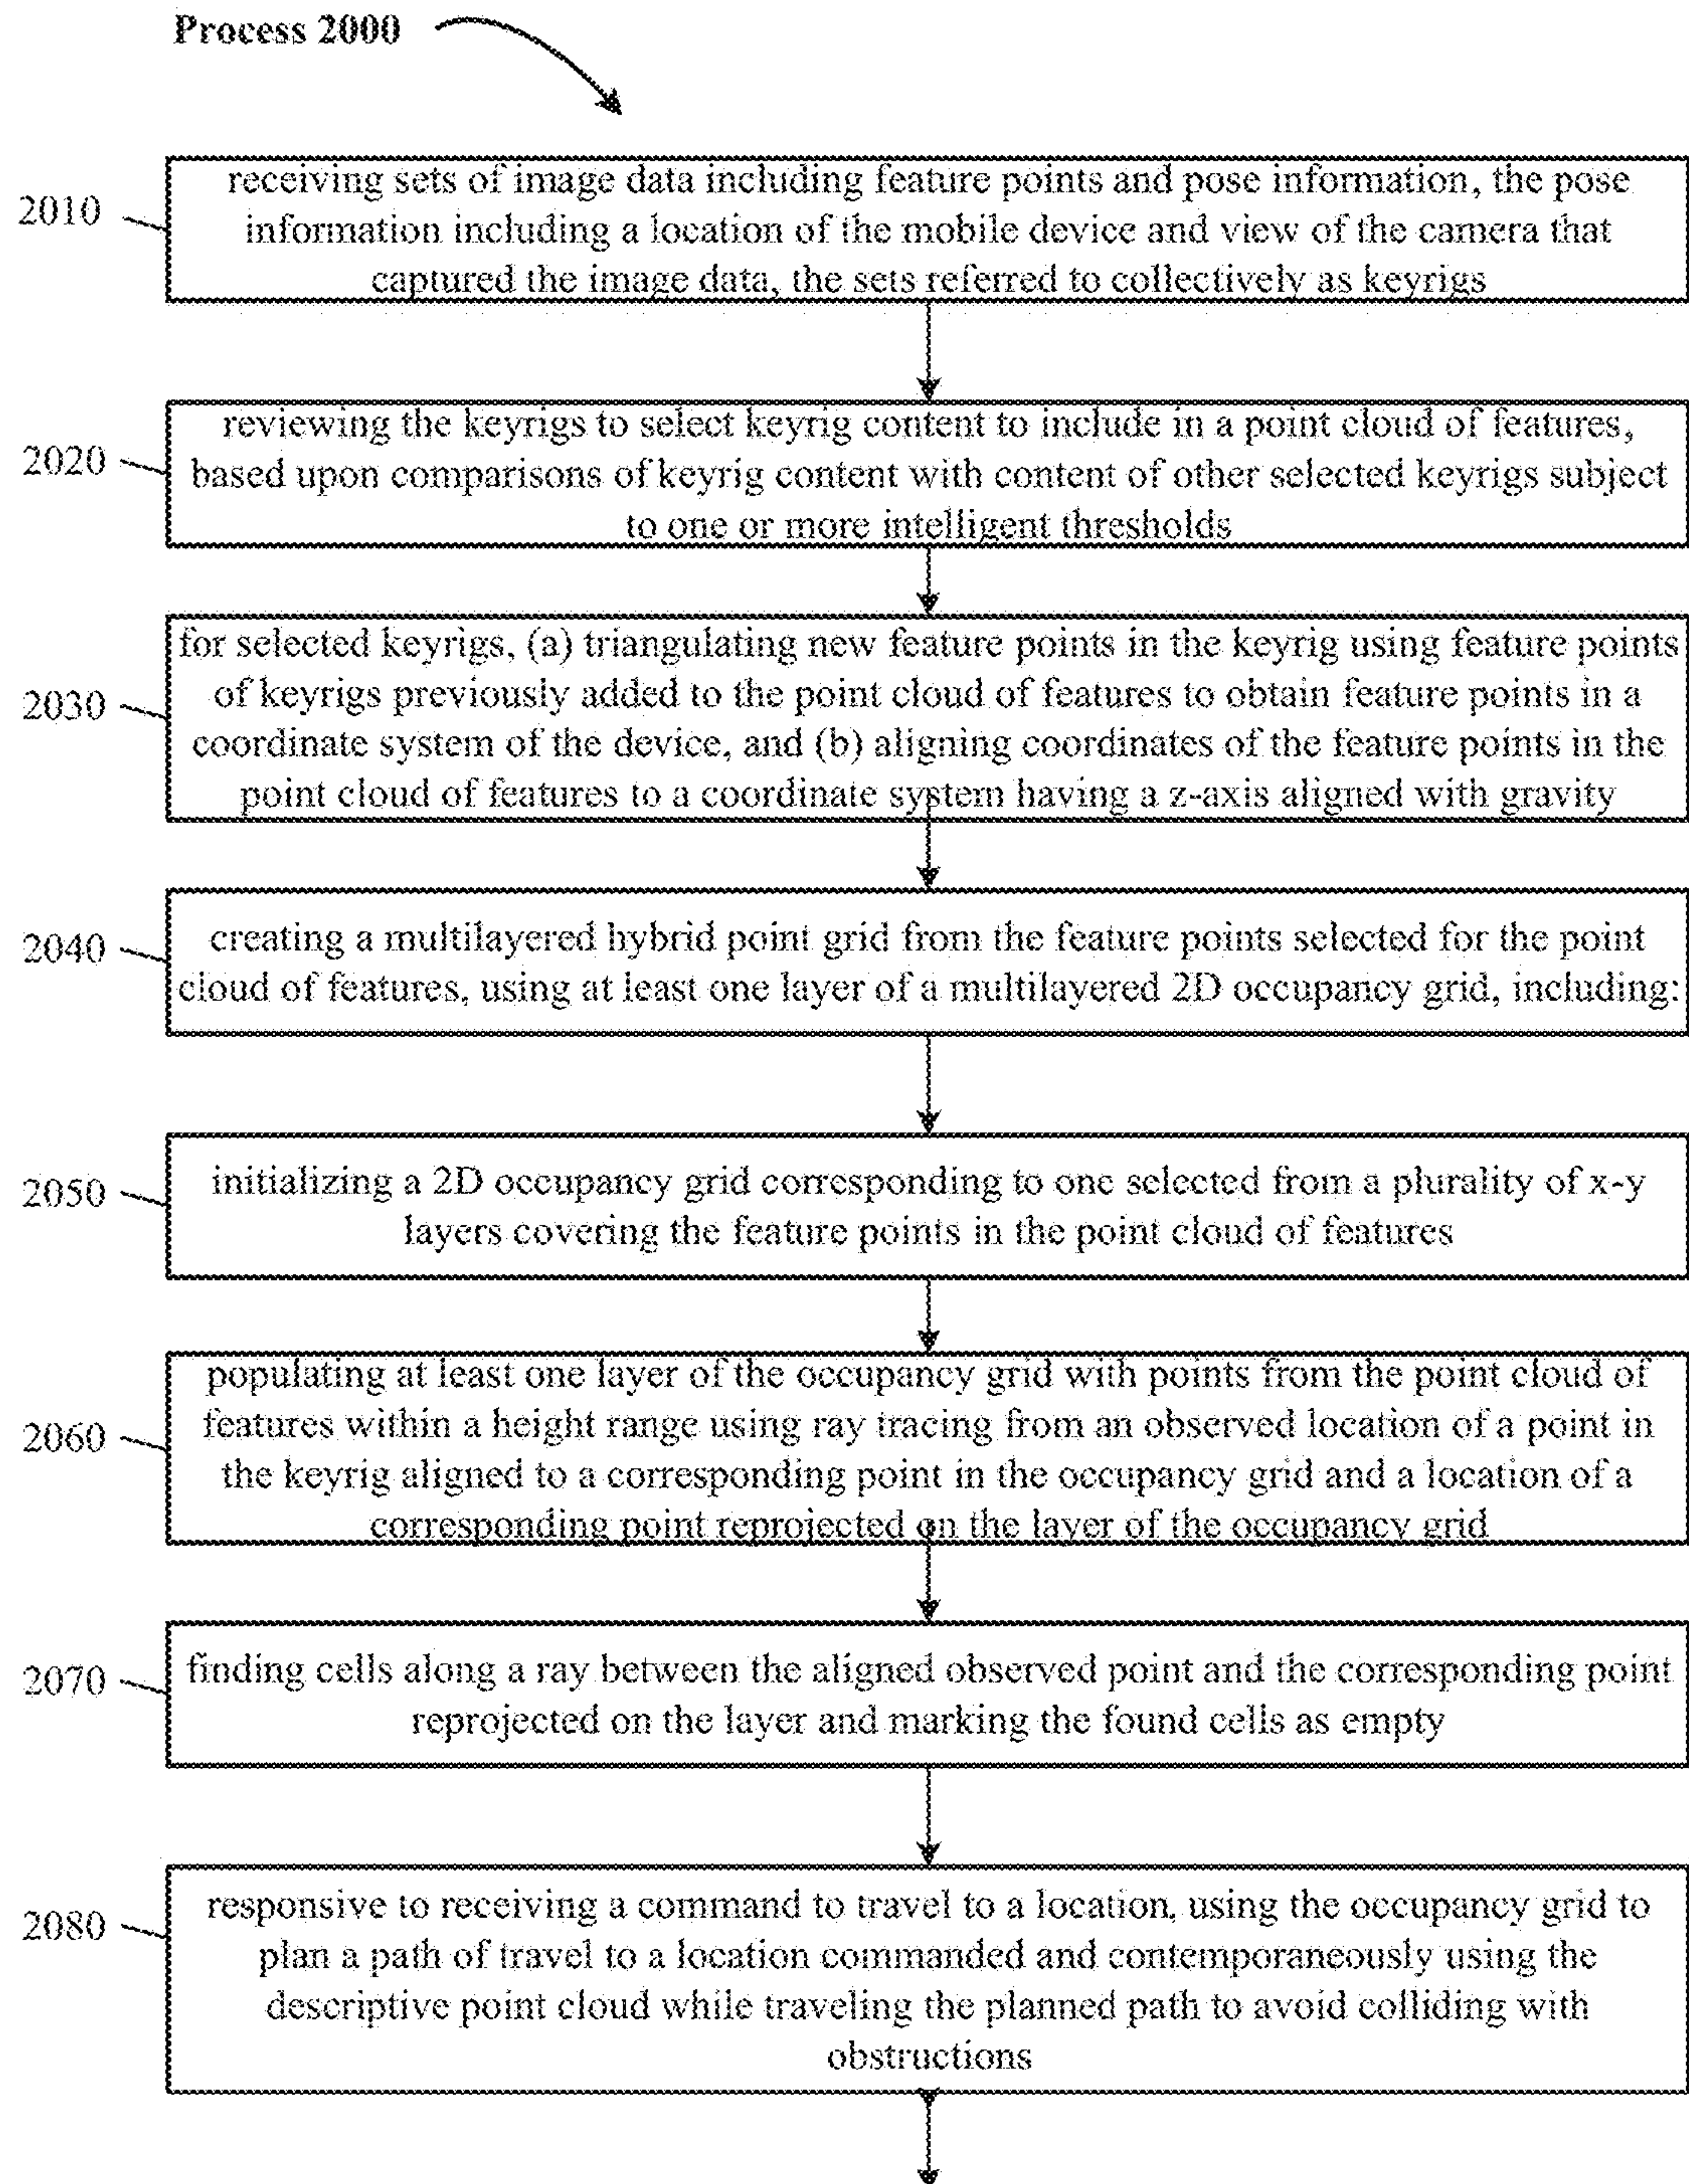 Process 2000
2010
receiving sets of image data including feature points and pose information, the pose
information including a location of the mobile device and view of the camera that
captured the image data, the sets referred to collectively as keyrigs
2020
reviewing the keyrigs to select keyrig content to include in a point cloud of features,
based upon comparisons of keyrig content with content of other selected keyrigs subject
to one or more intelligent thresholds
2030
for selected keyrigs, (a) triangulating new feature points in the keyrig using feature points
of keyrigs previously added to the point cloud of features to obtain feature points in a
coordinate system of the device, and (b) aligning coordinates of the feature points in the
point cloud of features to a coordinate system having a z-axis aligned with gravity
2040
creating a multilayered hybrid point grid from the feature points selected for the point
cloud of features, using at least one layer of a multilayered 2D occupancy grid, including:
2050
initializing a 2D occupancy grid corresponding to one selected from a plurality of x-y
layers covering the feature points in the point cloud of features
2060
populating at least one layer of the occupancy grid with points from the point cloud of
features within a height range using ray tracing from an observed location of a point in
the keyrig aligned to a corresponding point in the occupancy grid and a location of a
corresponding point reprojected on the layer of the occupancy grid
2070
finding cells along a ray between the aligned observed point and the corresponding point
reprojected on the layer and marking the found cells as empty
2080
responsive to receiving a command to travel to a location, using the occupancy grid to
plan a path of travel to a location commanded and contemporaneously using the
descriptive point cloud while traveling the planned path to avoid colliding with
obstructions